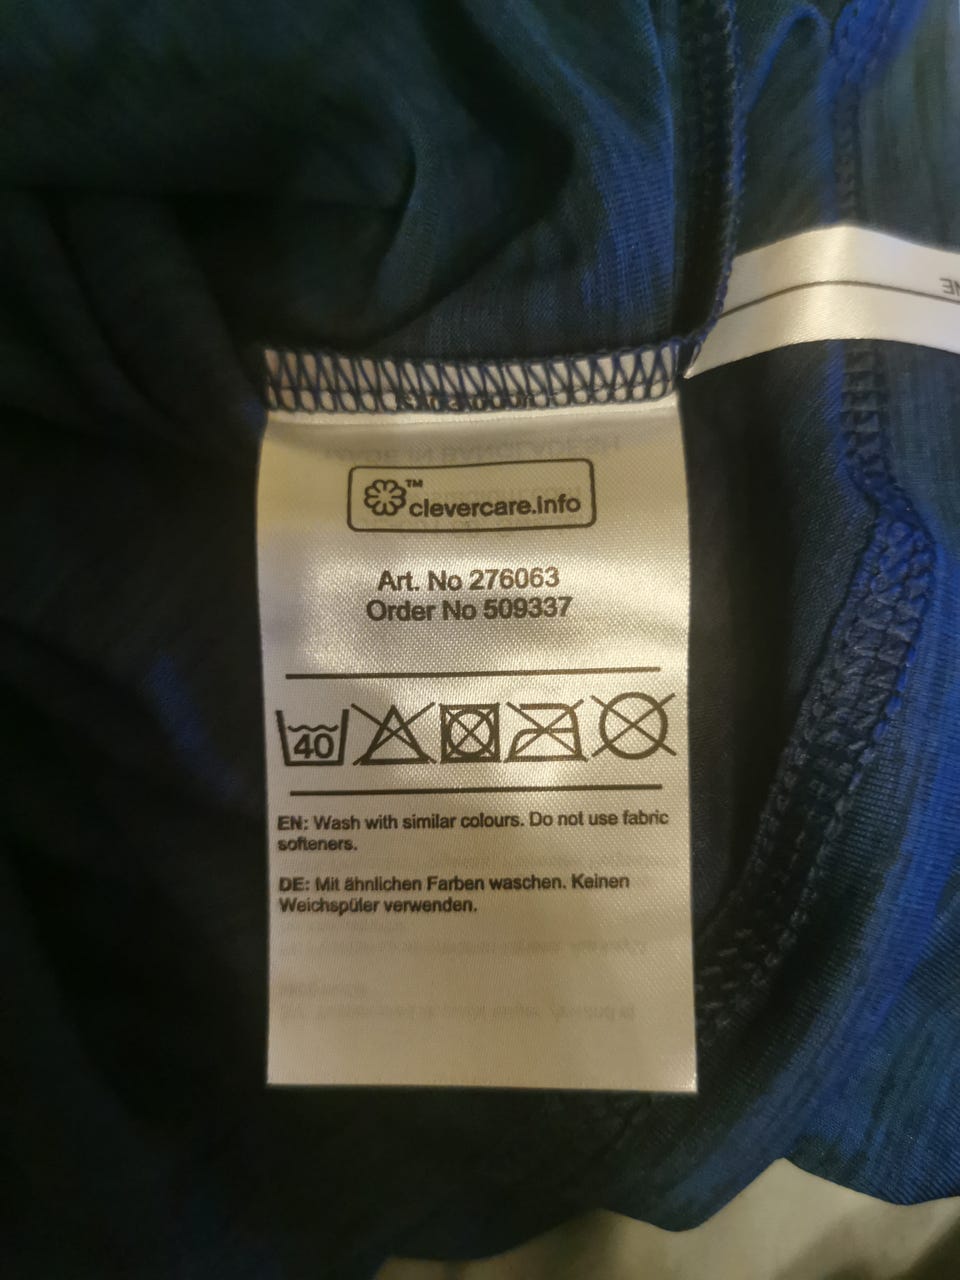 ™
clevercare.info
Art. No 276063
Order No 509337
40
EN: Wash with similar colours. Do not use fabric
softeners.
DE: Mit ähnlichen Farben waschen. Keinen
Weichspüler verwenden.